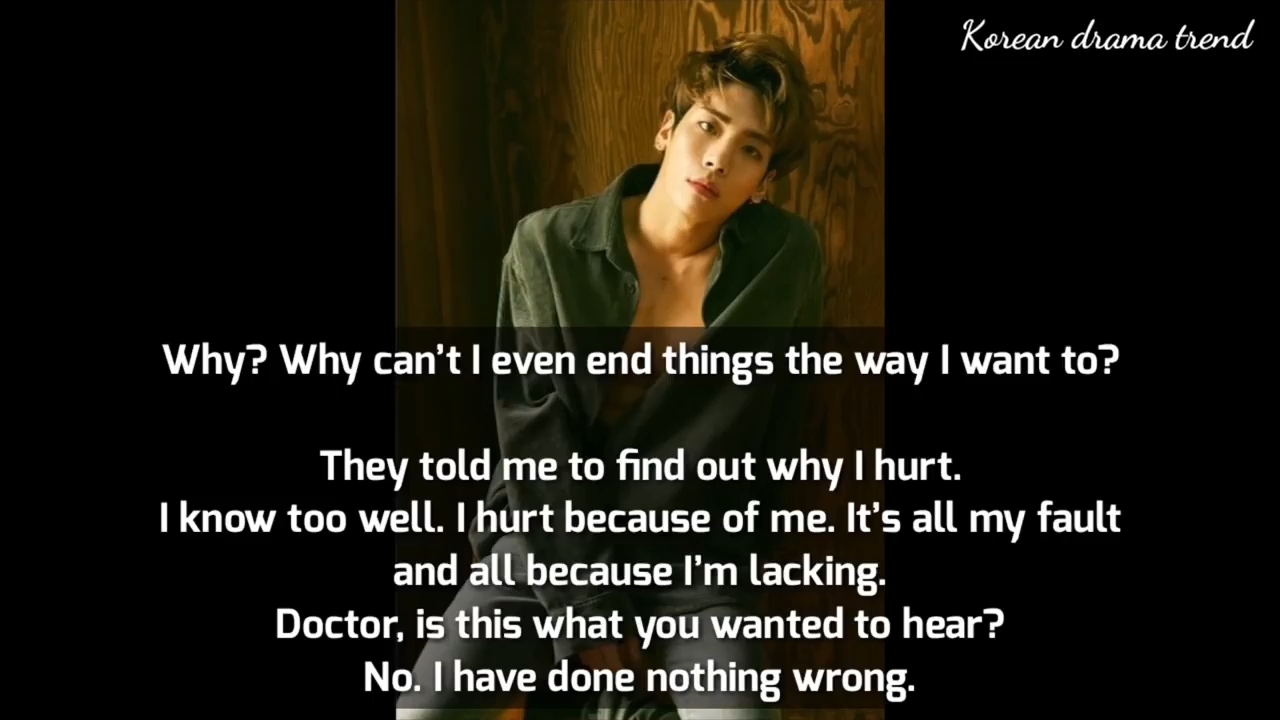 Korean drama trend
Why? Why can't I even end things the way I want to?
They told me to find out why I hurt.
I know too well. I hurt because of me. It's all my fault
and all because I'm lacking.
Doctor, is this what you wanted to hear?
No. I have done nothing wrong.